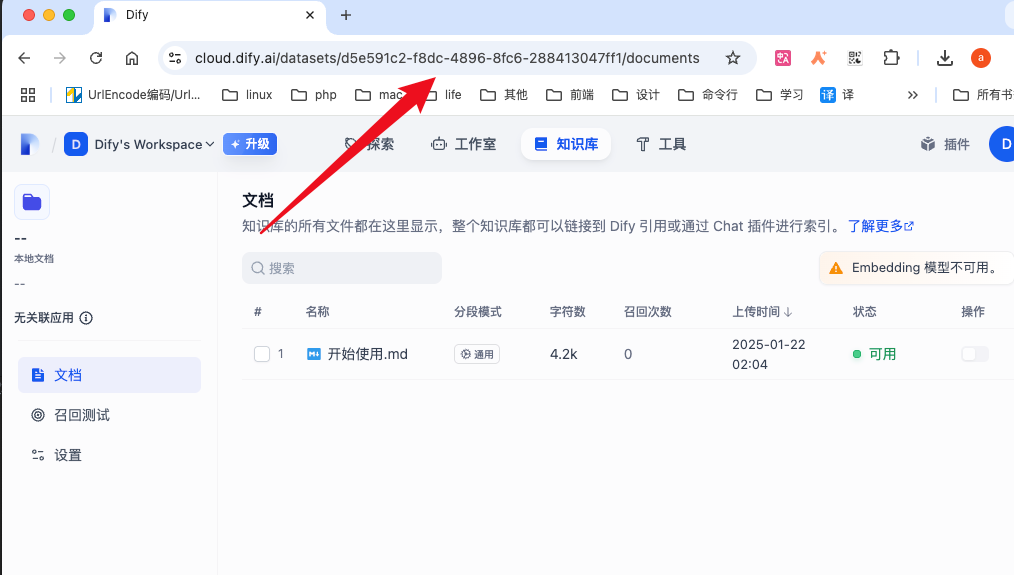 Dify
cloud.dify.ai/datasets/d5e591c2-f8dc-4896-8fc6-288413047ff1/documents
UrlEncode编码/Url... linux php mac life 其他 前端 设计 命令行 学习 译 译 所有书
D Dify's Workspace 升级 探索 工作室 知识库 工具 插件 D
文档
知识库的所有文件都在这里显示，整个知识库都可以链接到 Dify 引用或通过 Chat 插件进行索引。 了解更多
--
本地文档
--
无关联应用
文档
召回测试
设置
搜索
Embedding 模型不可用。
# 名称 分段模式 字符数 召回次数 上传时间 状态 操作
1 开始使用.md 通用 4.2k 0 2025-01-22 02:04 可用